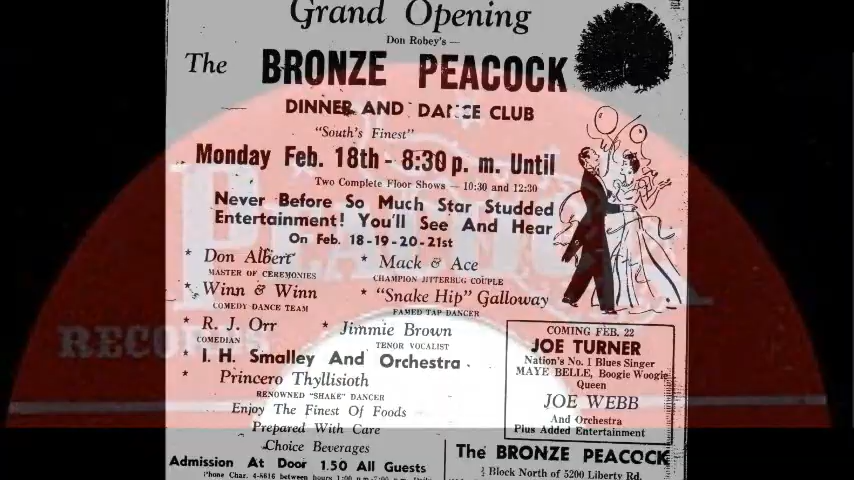 Grand Opening
Don Robey's —
The BRONZE PEACOCK
DINNER AND DANCE CLUB
"South's Finest"
Monday Feb. 18th - 8:30 p. m. Until
Two Complete Floor Shows — 10:30 and 12:30
Never Before So Much Star Studded
Entertainment! You'll See And Hear
On Feb. 18-19-20-21st
* Don Albert
MASTER OF CEREMONIES
* Mack & Ace
CHAMPION JITTERBUG COUPLE
* Winn & Winn
COMEDY DANCE TEAM
* "Snake Hip" Galloway
FAMED TAP DANCER
* R. J. Orr
COMEDIAN
* Jimmie Brown
TENOR VOCALIST
* I. H. Smalley And Orchestra
* Princero Thyllisioth
RENOWNED "SHAKE" DANCER
Enjoy The Finest Of Foods
Prepared With Care
Choice Beverages
Admission At Door 1.50 All Guests
COMING FEB. 22
JOE TURNER
Nation's No. 1 Blues Singer
MAYE BELLE, Boogie Woogie
Queen
JOE WEBB
And Orchestra
Plus Added Entertainment
The BRONZE PEACOCK
½ Block North of 5200 Liberty Rd.
RECORDS